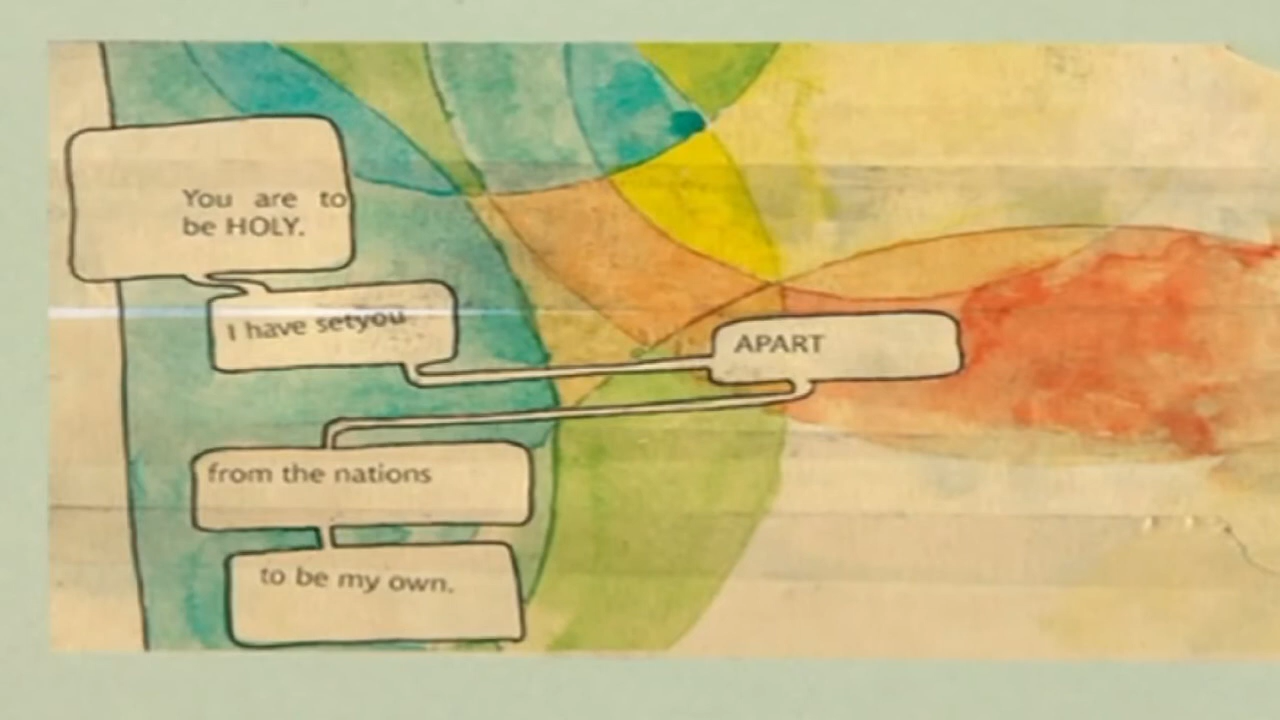 You are to
be HOLY.
I have setyou
APART
from the nations
to be my own.